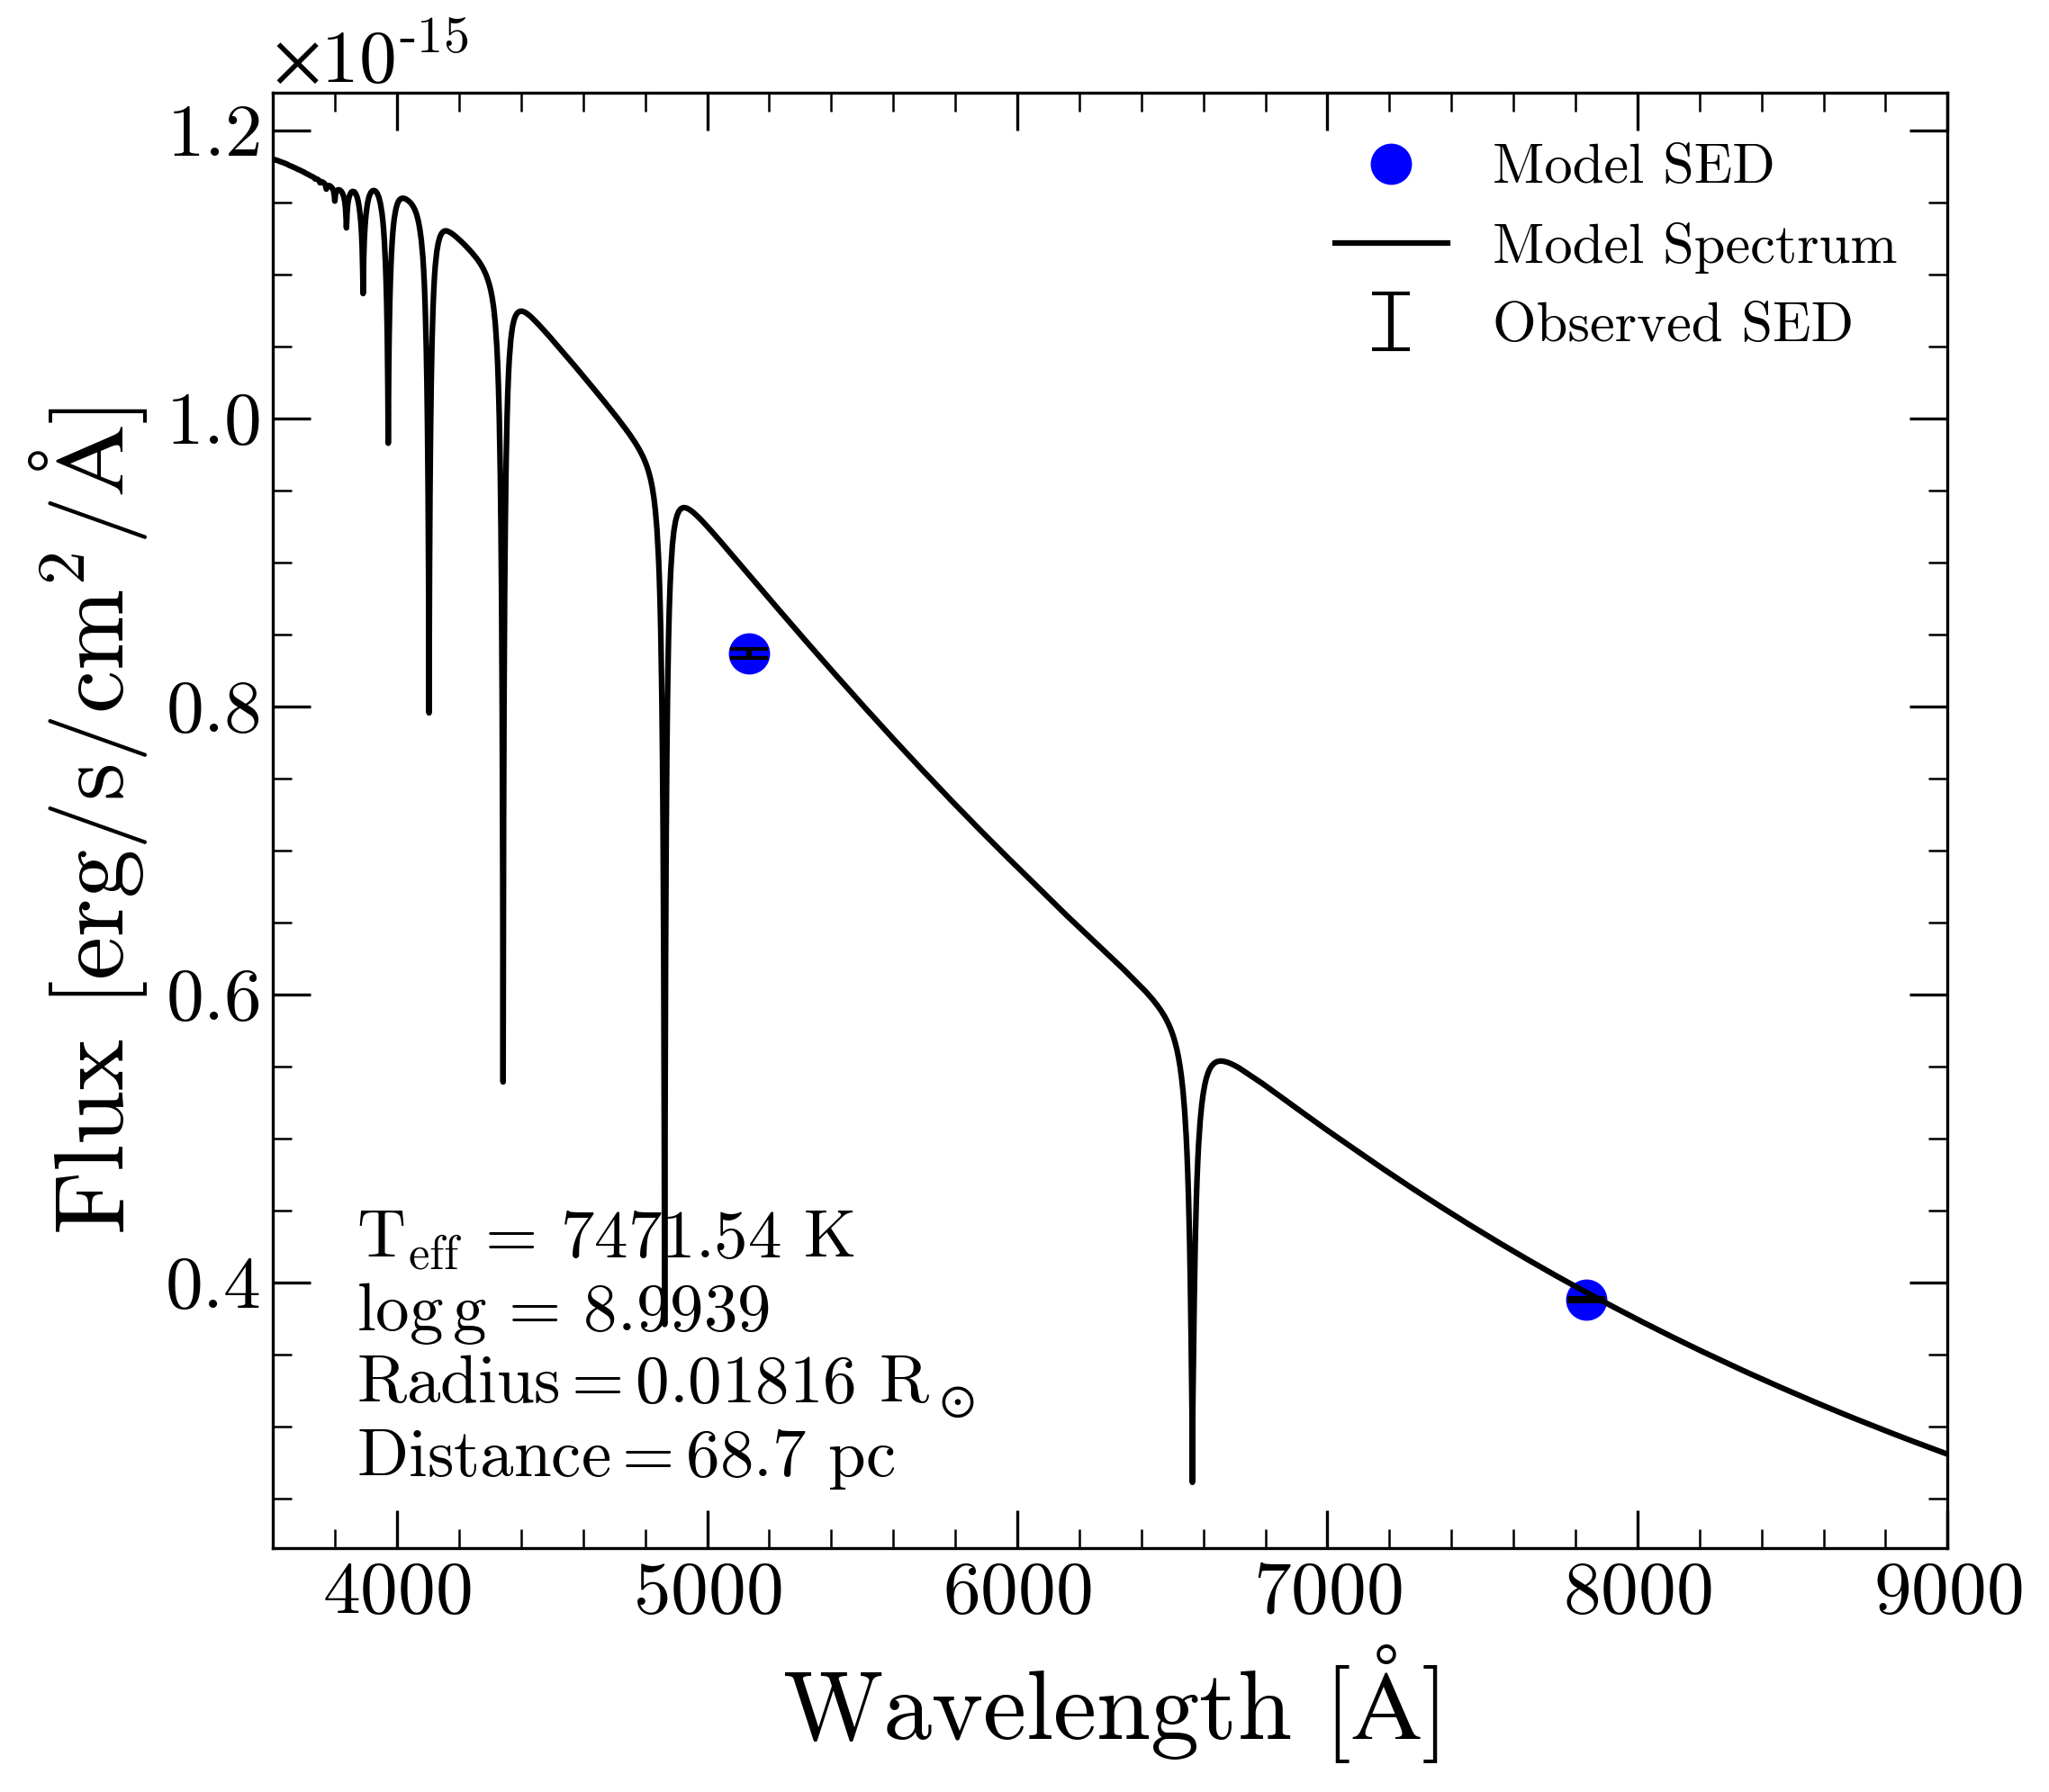 ×10⁻¹⁵
1.2
1.0
0.8
0.6
0.4
Flux [erg/s/cm²/Å]
Model SED
Model Spectrum
Observed SED
T_eff = 7471.54 K
log g = 8.9939
Radius = 0.01816 R_⊙
Distance = 68.7 pc
4000 5000 6000 7000 8000 9000
Wavelength [Å]